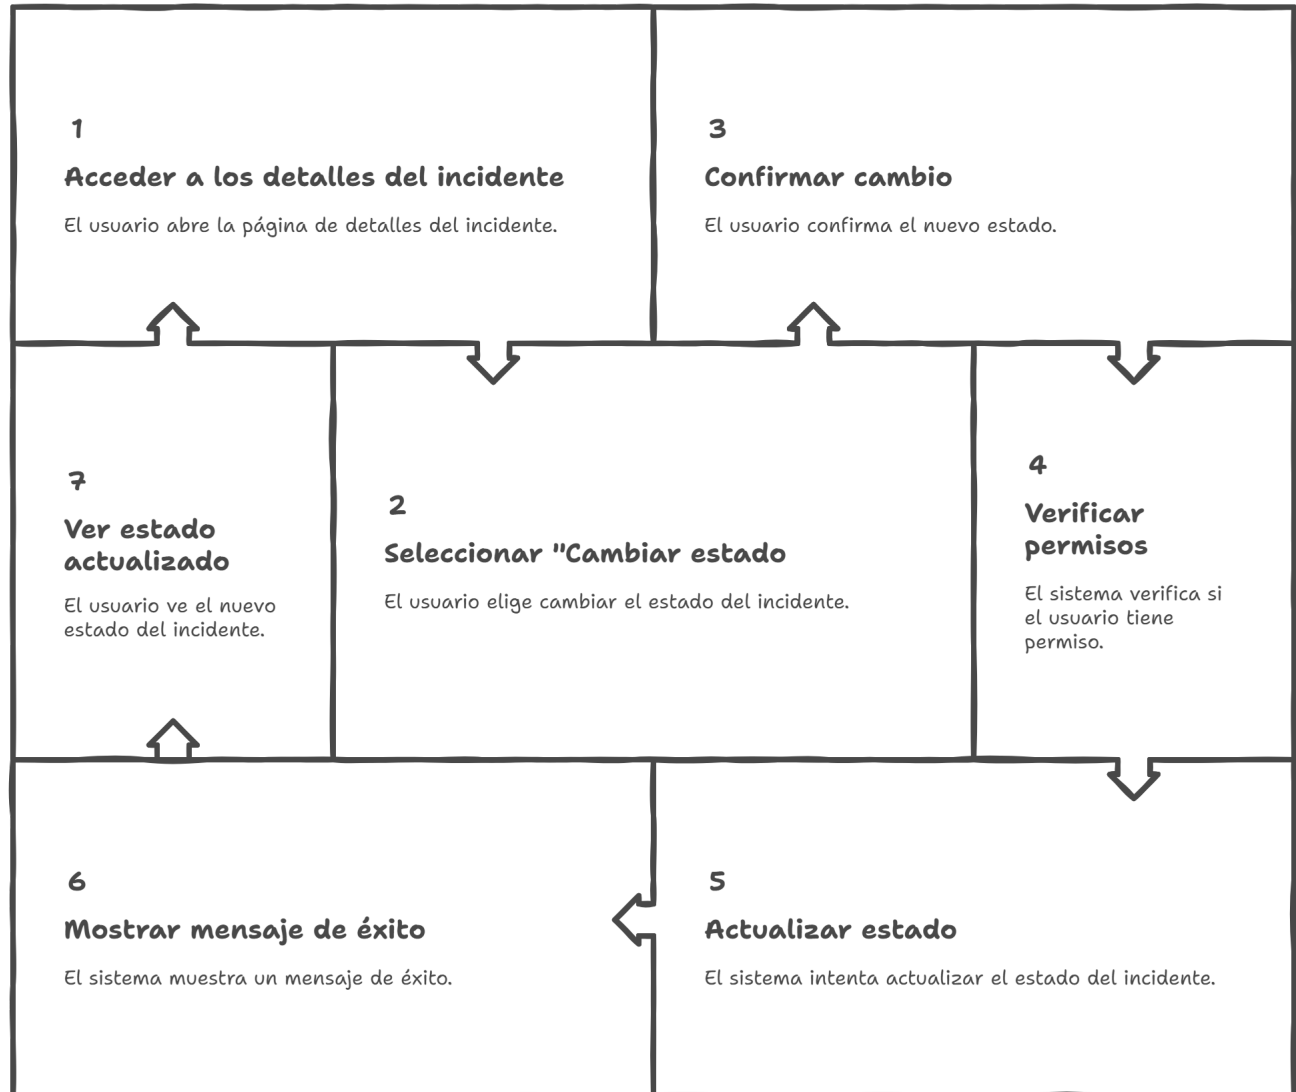 1
Acceder a los detalles del incidente
El usuario abre la página de detalles del incidente.
3
Confirmar cambio
El usuario confirma el nuevo estado.
7
Ver estado
actualizado
El usuario ve el nuevo
estado del incidente.
2
Seleccionar "Cambiar estado
El usuario elige cambiar el estado del incidente.
4
Verificar
permisos
El sistema verifica si
el usuario tiene
permiso.
6
Mostrar mensaje de éxito
El sistema muestra un mensaje de éxito.
5
Actualizar estado
El sistema intenta actualizar el estado del incidente.